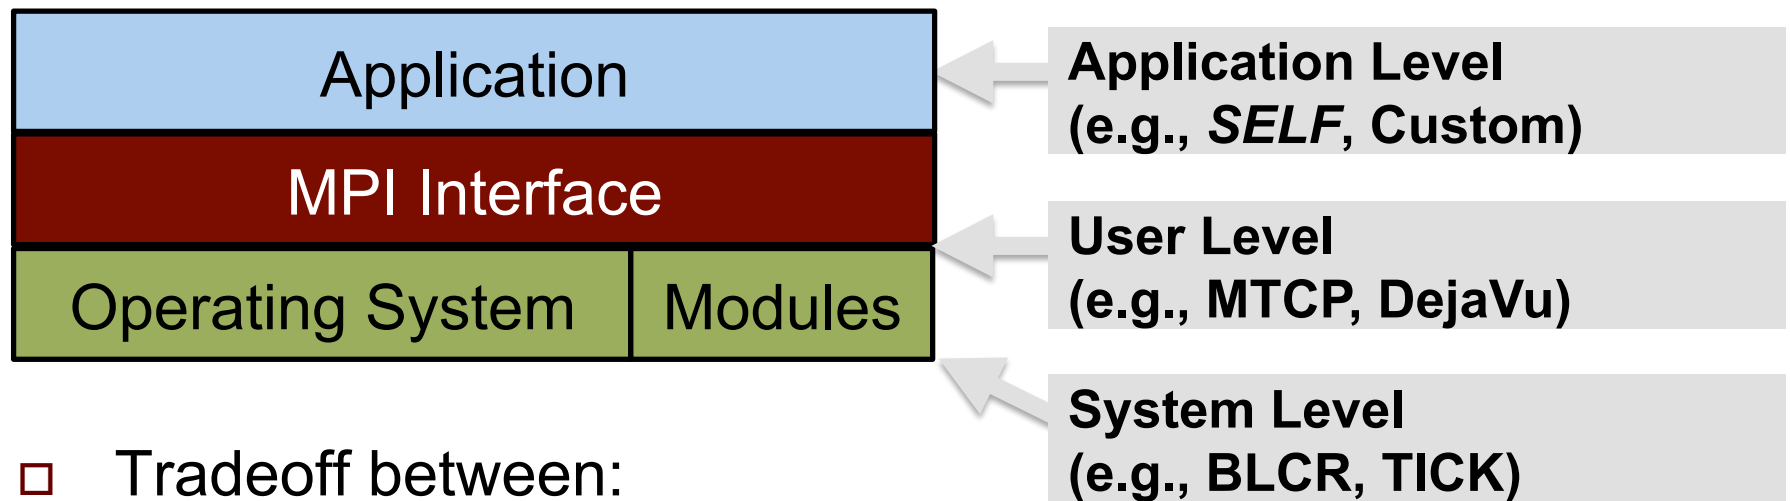 Application
MPI Interface
Operating System
Modules
Application Level
(e.g., SELF, Custom)
User Level
(e.g., MTCP, DejaVu)
System Level
(e.g., BLCR, TICK)
Tradeoff between: